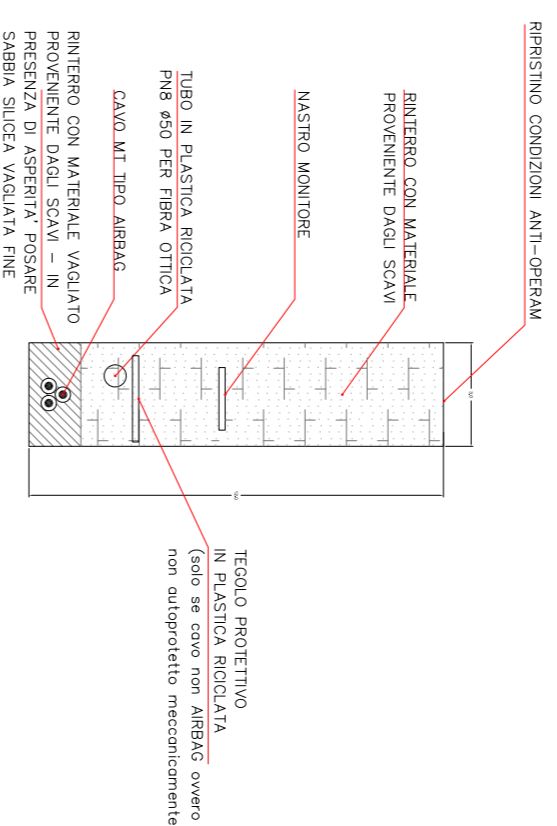 RIPRISTINO CONDIZIONI ANTI-OPERAM
RINTERRO CON MATERIALE
PROVENIENTE DAGLI SCAVI
NASTRO MONITORE
TUBO IN PLASTICA RICICLATA
PN8 ø50 PER FIBRA OTTICA
CAVO MT TIPO AIRBAG
RINTERRO CON MATERIALE VAGLIATO
PROVENIENTE DAGLI SCAVI - IN
PRESENZA DI ASPERITA' POSARE
SABBIA SILICEA VAGLIATA FINE
TEGOLO PROTETTIVO
IN PLASTICA RICICLATA
(solo se cavo non AIRBAG ovvero
non autoprotetto meccanicamente